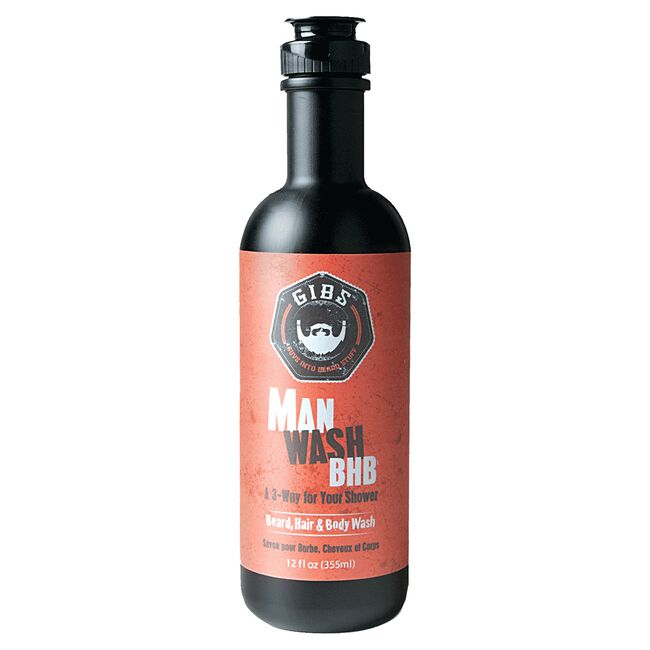 GIBS
GUYS INTO BEARD STUFF
MAN
WASH
BHB
A 3-Way for Your Shower
Beard, Hair & Body Wash
Savon pour Barbe, Cheveux et Corps
12 fl oz (355ml)